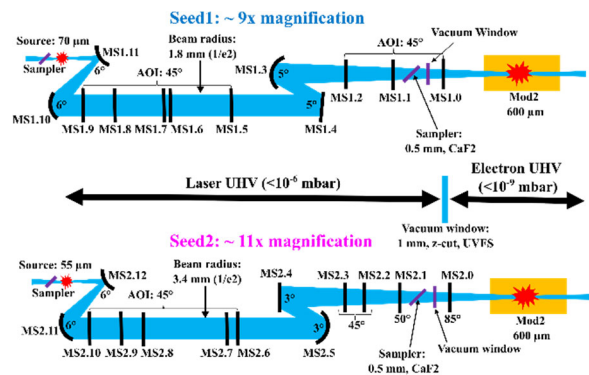 Seed1: ~ 9x magnification
Source: 70 µm
Sampler
6°
MS1.11
Beam radius:
1.8 mm (1/e2)
AOI: 45°
MS1.3
5°
AOI: 45°
Vacuum Window
MS1.10
6°
MS1.9
MS1.8
MS1.7
MS1.6
MS1.5
5°
MS1.4
MS1.2
MS1.1
MS1.0
Sampler:
0.5 mm, CaF2
Mod2
600 µm
Laser UHV (<10⁻⁶ mbar)
Electron UHV
(<10⁻⁹ mbar)
Vacuum window:
1 mm, z-cut, UVFS
Seed2: ~ 11x magnification
Source: 55 µm
Sampler
6°
MS2.12
Beam radius:
3.4 mm (1/e2)
AOI: 45°
MS2.4
3°
MS2.3
MS2.2
MS2.1
MS2.0
MS2.11
6°
MS2.10
MS2.9
MS2.8
MS2.7
MS2.6
3°
MS2.5
45°
50°
85°
Sampler:
0.5 mm, CaF2
Vacuum window
Mod2
600 µm